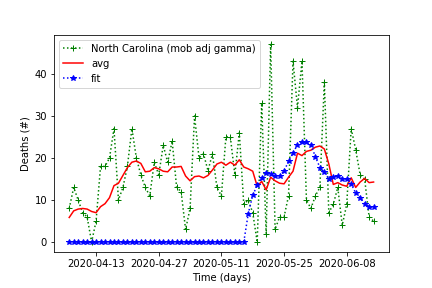 North Carolina (mob adj gamma)
avg
fit
Deaths (#)
40
30
20
10
0
2020-04-13 2020-04-27 2020-05-11 2020-05-25 2020-06-08
Time (days)